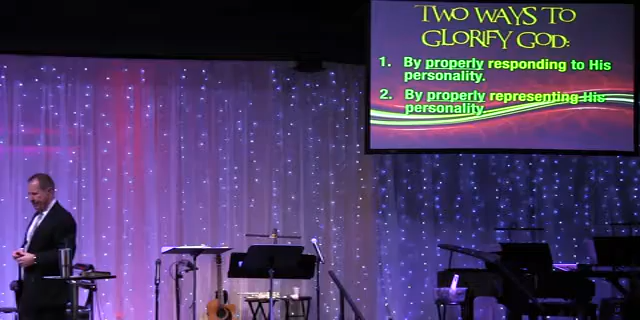 TWO WAYS TO
GLORIFY GOD:
1. By properly responding to His
personality.
2. By properly representing His
personality.